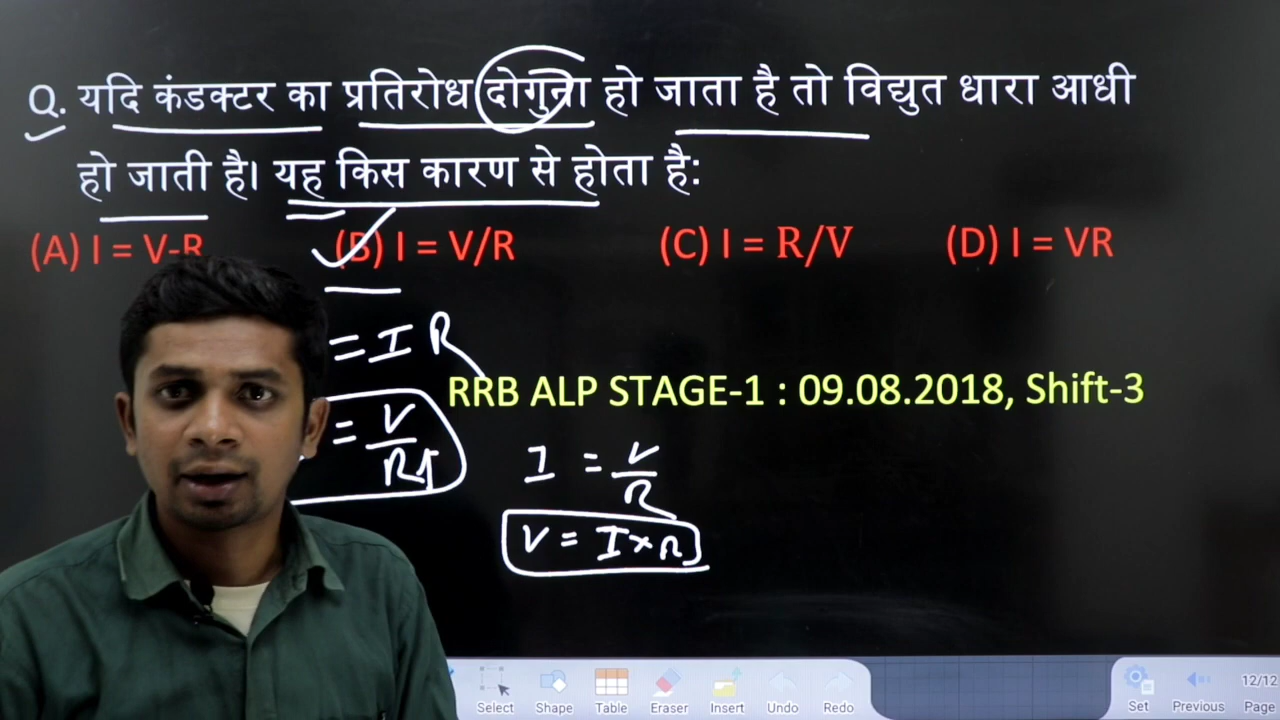 Q. यदि कंडक्टर का प्रतिरोध दोगुना हो जाता है तो विद्युत धारा आधी
हो जाती है। यह किस कारण से होता है:
(A) I = V-R (B) I = V/R (C) I = R/V (D) I = VR
= I R
RRB ALP STAGE-1 : 09.08.2018, Shift-3
= V/R↑
I = V/R
V = I × R
Select Shape Table Eraser Insert Undo Redo Set Previous Page
12/12